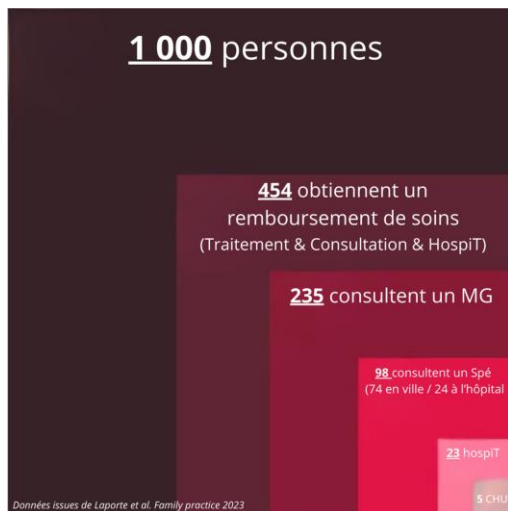 1 000 personnes
454 obtiennent un
remboursement de soins
(Traitement & Consultation & HospiT)
235 consultent un MG
98 consultent un Spé
(74 en ville / 24 à l'hôpital
23 hospiT
5 CHU
Données issues de Laporte et al. Family practice 2023